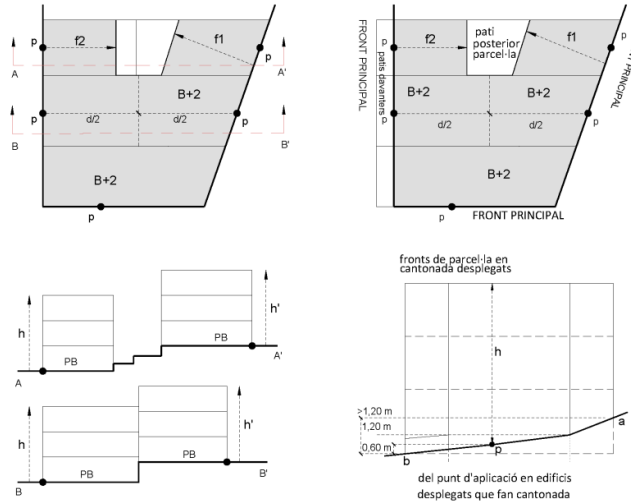 p
f2
f1
p
A
A'
B+2
p
d/2
d/2
p
B
B'
B+2
p
FRONT PRINCIPAL
patis davanters
p
f2
pati
posterior
parcel·la
f1
p
PRINCIPAL
B+2
B+2
p
d/2
d/2
p
B+2
p
FRONT PRINCIPAL
h
PB
A
PB
h'
A'
h
PB
B
PB
h'
B'
fronts de parcel·la en
cantonada desplegats
h
>1,20 m
1,20 m
0,60 m
b
p
a
del punt d'aplicació en edificis
desplegats que fan cantonada